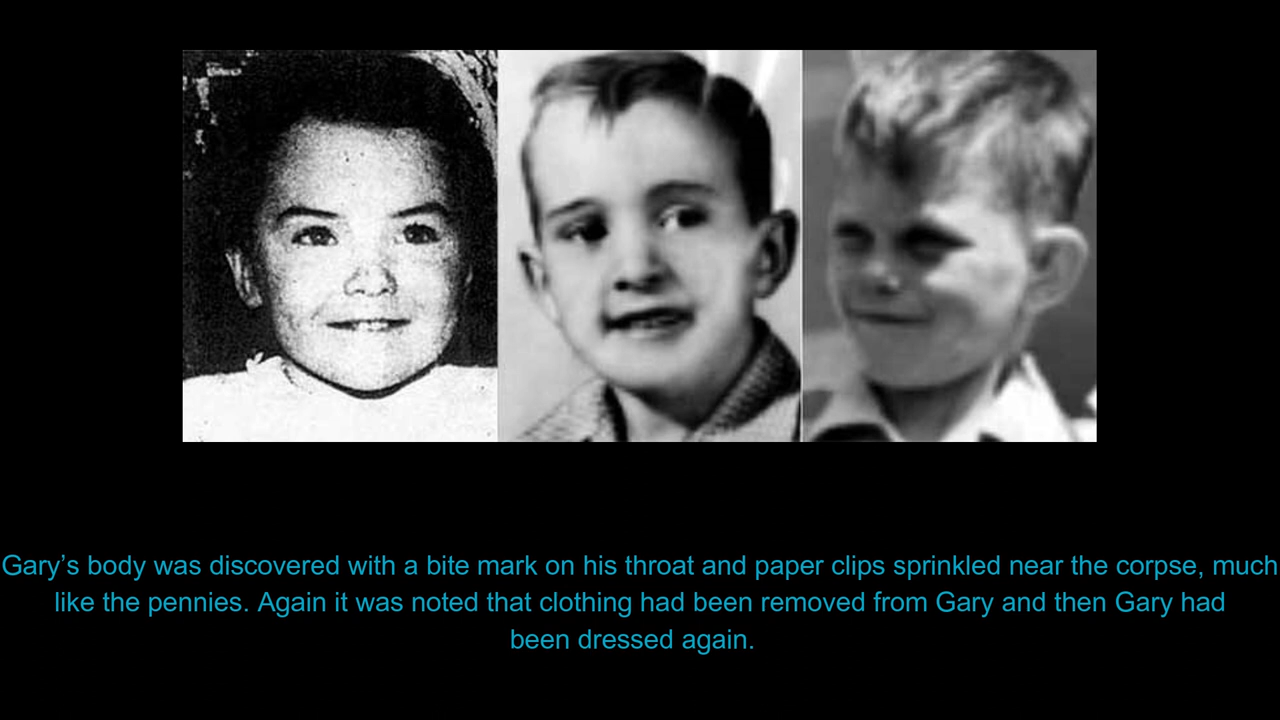 Gary’s body was discovered with a bite mark on his throat and paper clips sprinkled near the corpse, much
like the pennies. Again it was noted that clothing had been removed from Gary and then Gary had
been dressed again.